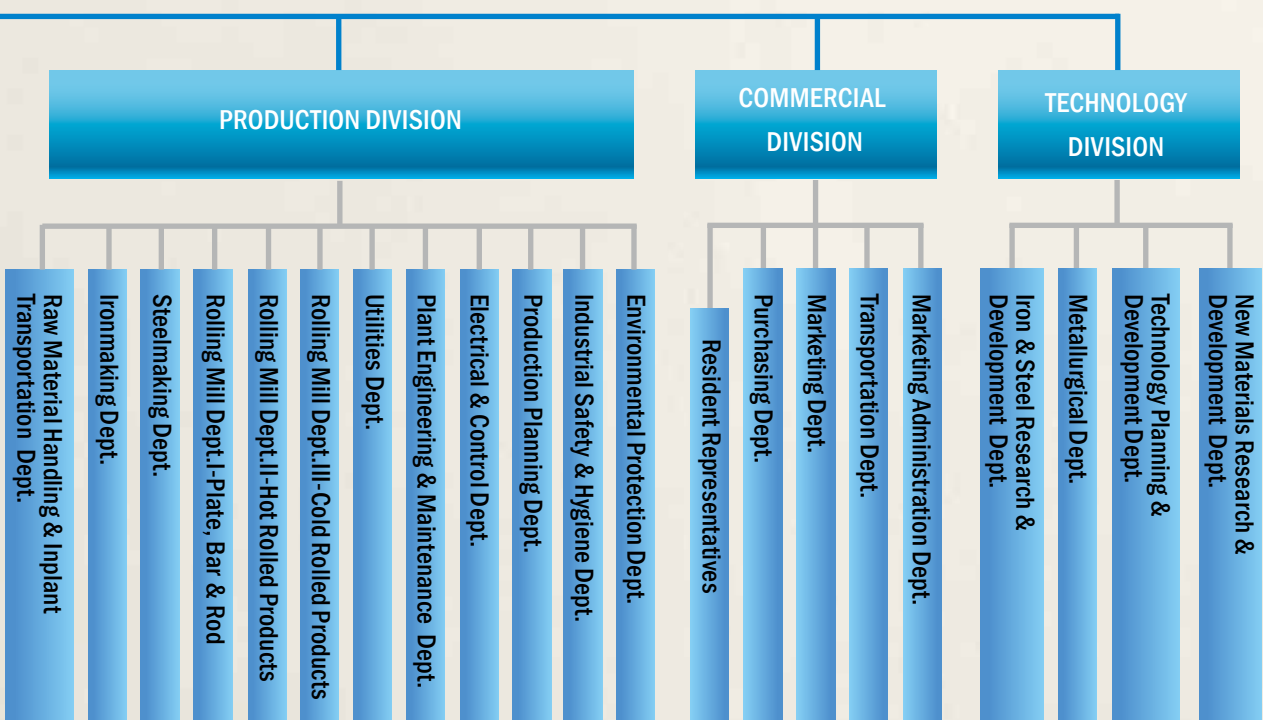 PRODUCTION DIVISION
COMMERCIAL
DIVISION
TECHNOLOGY
DIVISION
Raw Material Handling & Inplant
Transportation Dept.
Ironmaking Dept.
Steelmaking Dept.
Rolling Mill Dept.I-Plate, Bar & Rod
Rolling Mill Dept.II-Hot Rolled Products
Rolling Mill Dept.III-Cold Rolled Products
Utilities Dept.
Plant Engineering & Maintenance Dept.
Electrical & Control Dept.
Production Planning Dept.
Industrial Safety & Hygiene Dept.
Environmental Protection Dept.
Resident Representatives
Purchasing Dept.
Marketing Dept.
Transportation Dept.
Marketing Administration Dept.
Iron & Steel Research &
Development Dept.
Metallurgical Dept.
Technology Planning &
Development Dept.
New Materials Research &
Development Dept.